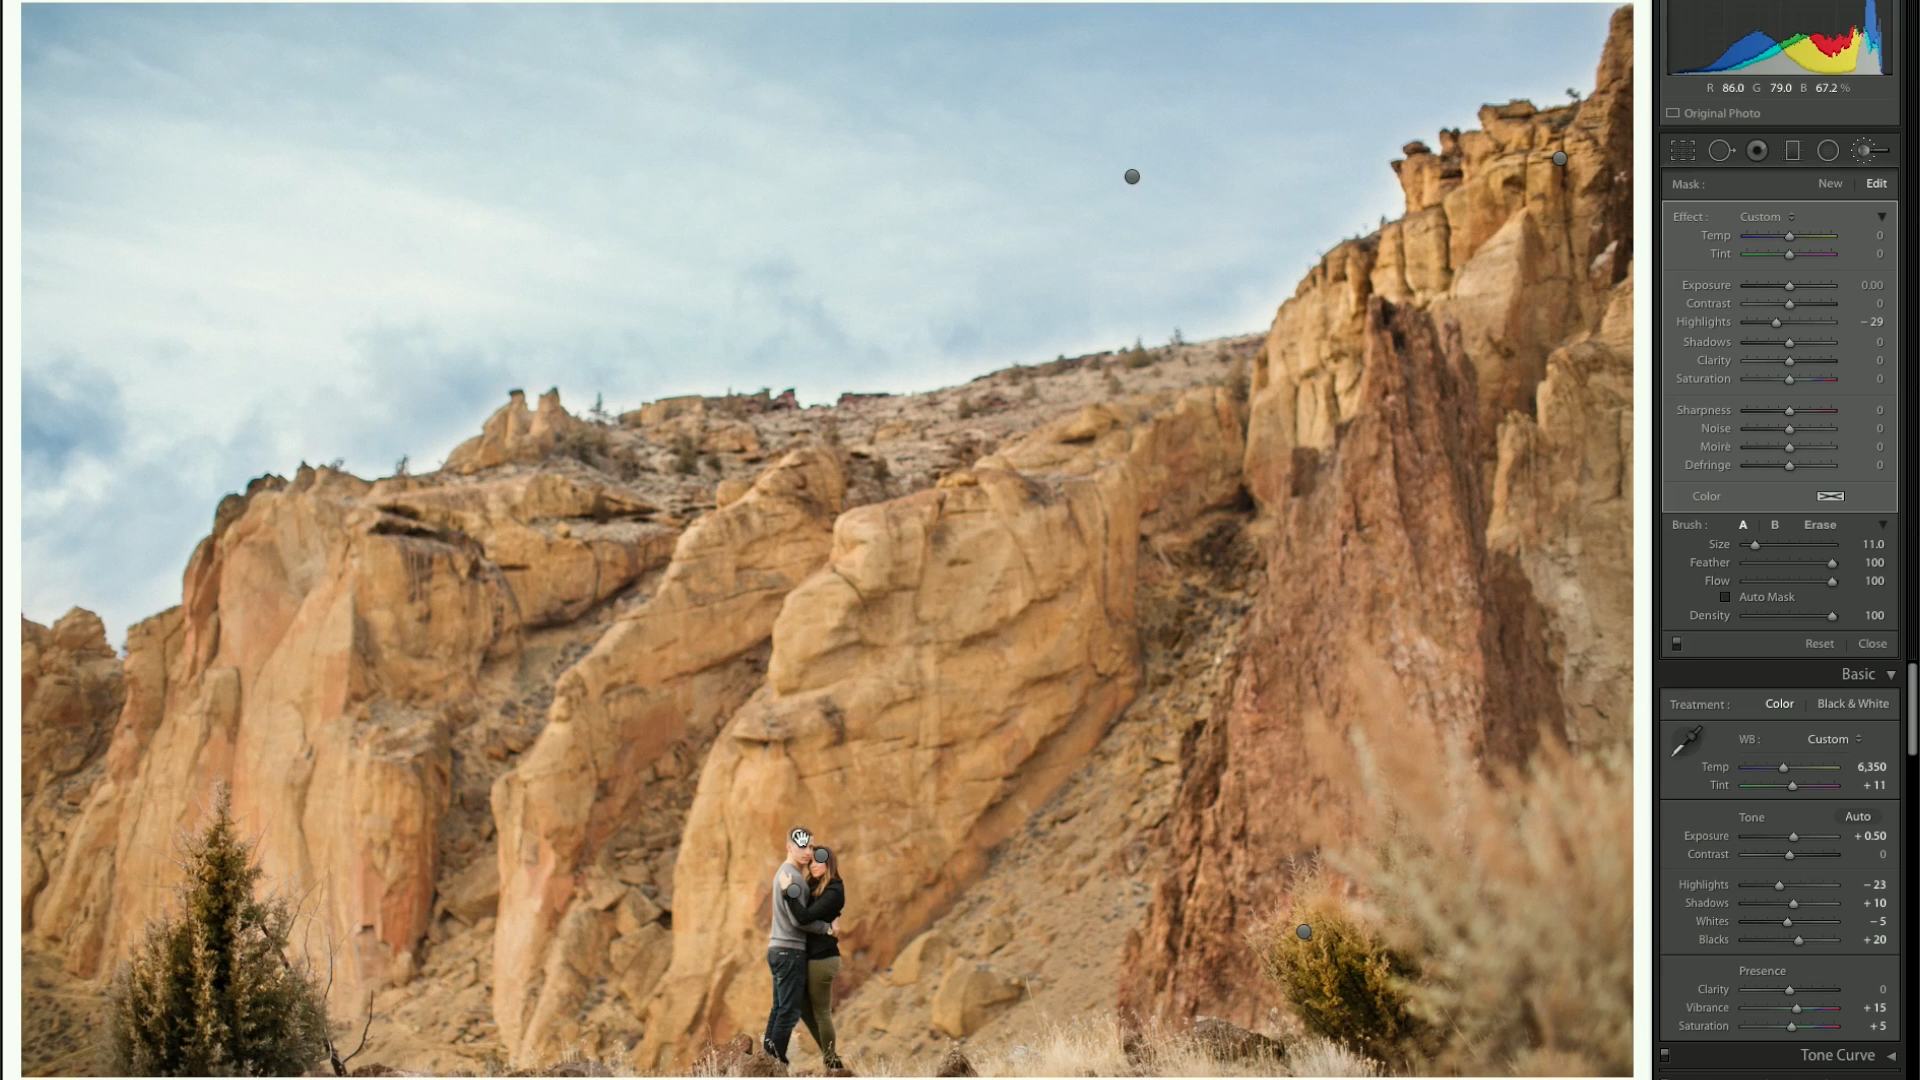 R 86.0 G 79.0 B 67.2 %
Original Photo
Mask : New Edit
Effect : Custom
Temp 0
Tint 0
Exposure 0.00
Contrast 0
Highlights − 29
Shadows 0
Clarity 0
Saturation 0
Sharpness 0
Noise 0
Moiré 0
Defringe 0
Color
Brush : A B Erase
Size 11.0
Feather 100
Flow 100
Auto Mask
Density 100
Reset Close
Basic
Treatment : Color Black & White
WB : Custom
Temp 6,350
Tint + 11
Tone Auto
Exposure + 0.50
Contrast 0
Highlights − 23
Shadows + 10
Whites − 5
Blacks + 20
Presence
Clarity 0
Vibrance + 15
Saturation + 5
Tone Curve